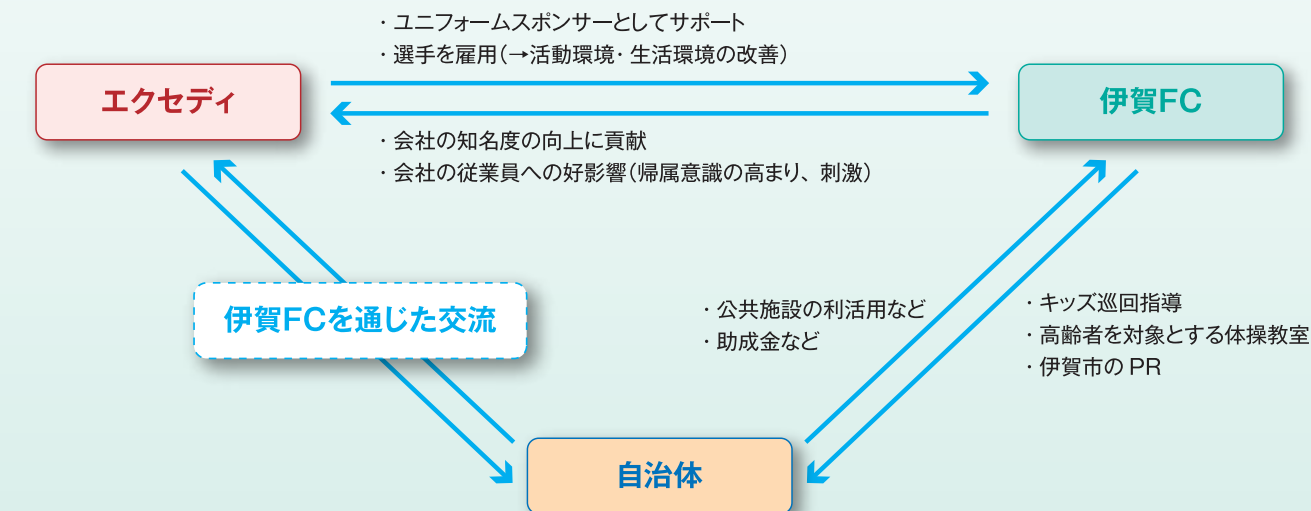 ・ユニフォームスポンサーとしてサポート
・選手を雇用（→活動環境・生活環境の改善）
エクセディ
伊賀FC
・会社の知名度の向上に貢献
・会社の従業員への好影響（帰属意識の高まり、刺激）
伊賀FCを通じた交流
・公共施設の利活用など
・助成金など
・キッズ巡回指導
・高齢者を対象とする体操教室
・伊賀市の PR
自治体